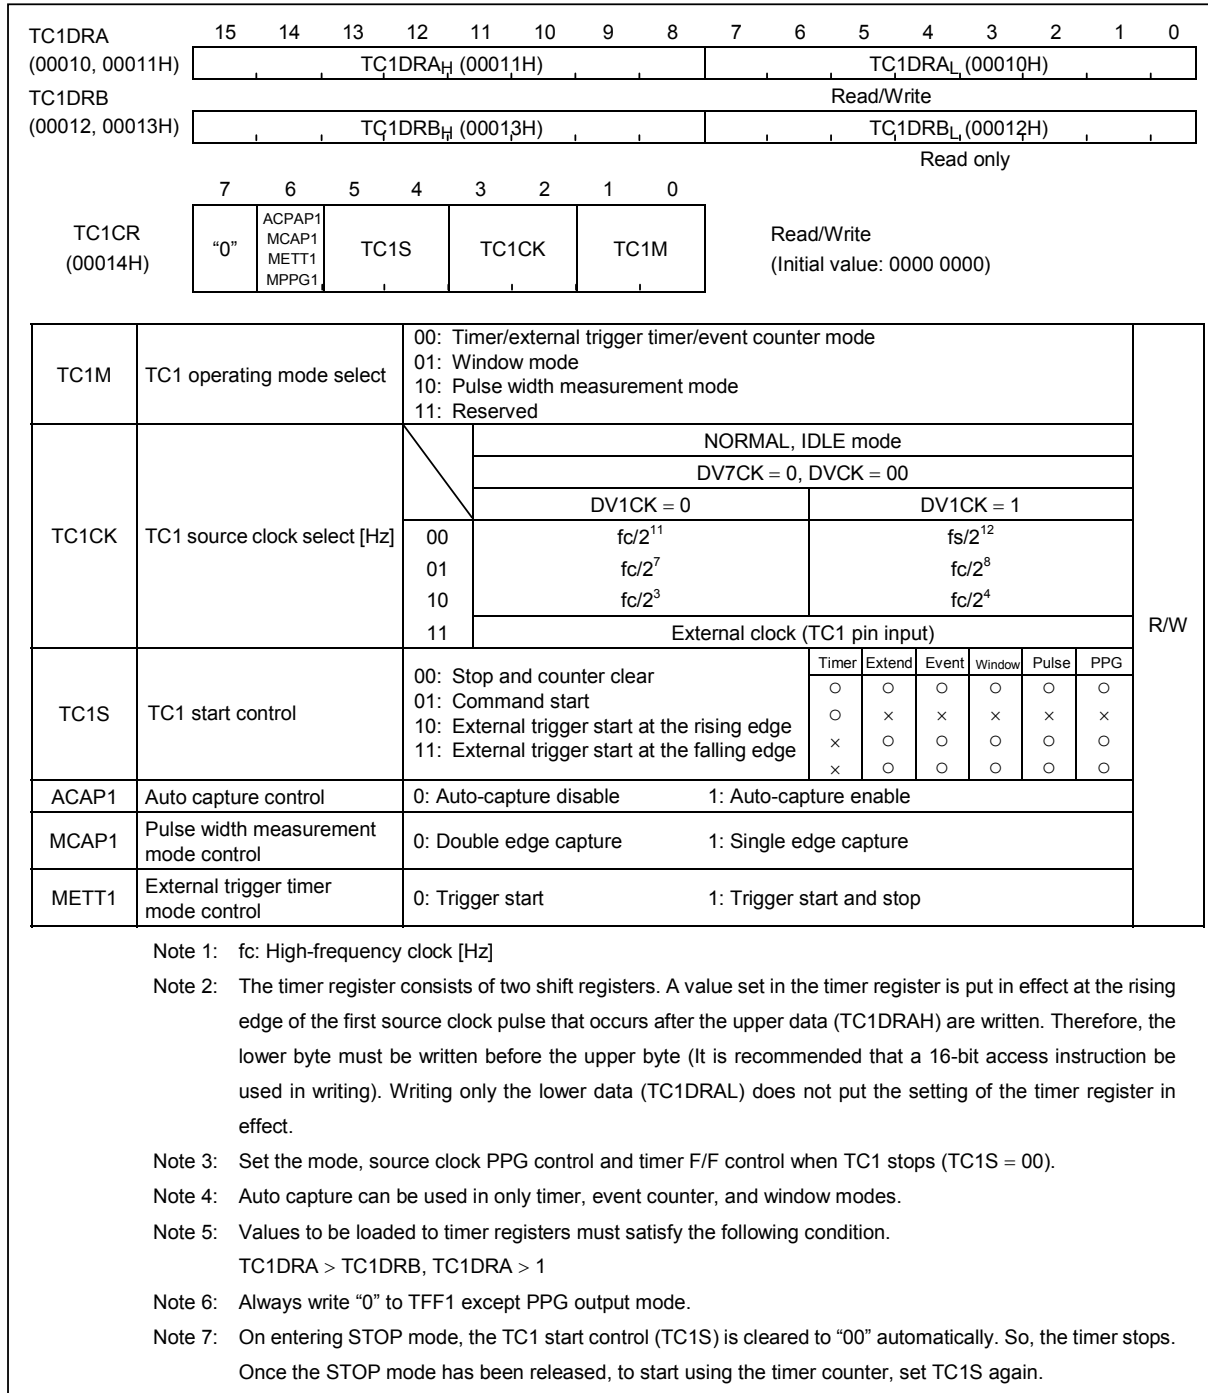 TC1DRA 15 14 13 12 11 10 9 8 7 6 5 4 3 2 1 0
(00010, 00011H) TC1DRAH (00011H) TC1DRAL (00010H)
TC1DRB Read/Write
(00012, 00013H) TC1DRBH (00013H) TC1DRBL (00012H)
Read only
7 6 5 4 3 2 1 0
TC1CR
(00014H)
“0”
ACPAP1
MCAP1
METT1
MPPG1
TC1S TC1CK TC1M
Read/Write
(Initial value: 0000 0000)
TC1M TC1 operating mode select
00: Timer/external trigger timer/event counter mode
01: Window mode
10: Pulse width measurement mode
11: Reserved
R/W
TC1CK TC1 source clock select [Hz]
NORMAL, IDLE mode
DV7CK = 0, DVCK = 00
DV1CK = 0 DV1CK = 1
00 fc/2^11 fs/2^12
01 fc/2^7 fc/2^8
10 fc/2^3 fc/2^4
11 External clock (TC1 pin input)
TC1S TC1 start control
00: Stop and counter clear
01: Command start
10: External trigger start at the rising edge
11: External trigger start at the falling edge
Timer Extend Event Window Pulse PPG
○ ○ ○ ○ ○ ○
○ × × × × ×
× ○ ○ ○ ○ ○
× ○ ○ ○ ○ ○
ACAP1 Auto capture control 0: Auto-capture disable 1: Auto-capture enable
MCAP1 Pulse width measurement
mode control 0: Double edge capture 1: Single edge capture
METT1 External trigger timer
mode control 0: Trigger start 1: Trigger start and stop
Note 1: fc: High-frequency clock [Hz]
Note 2: The timer register consists of two shift registers. A value set in the timer register is put in effect at the rising
edge of the first source clock pulse that occurs after the upper data (TC1DRAH) are written. Therefore, the
lower byte must be written before the upper byte (It is recommended that a 16-bit access instruction be
used in writing). Writing only the lower data (TC1DRAL) does not put the setting of the timer register in
effect.
Note 3: Set the mode, source clock PPG control and timer F/F control when TC1 stops (TC1S = 00).
Note 4: Auto capture can be used in only timer, event counter, and window modes.
Note 5: Values to be loaded to timer registers must satisfy the following condition.
TC1DRA > TC1DRB, TC1DRA > 1
Note 6: Always write “0” to TFF1 except PPG output mode.
Note 7: On entering STOP mode, the TC1 start control (TC1S) is cleared to “00” automatically. So, the timer stops.
Once the STOP mode has been released, to start using the timer counter, set TC1S again.